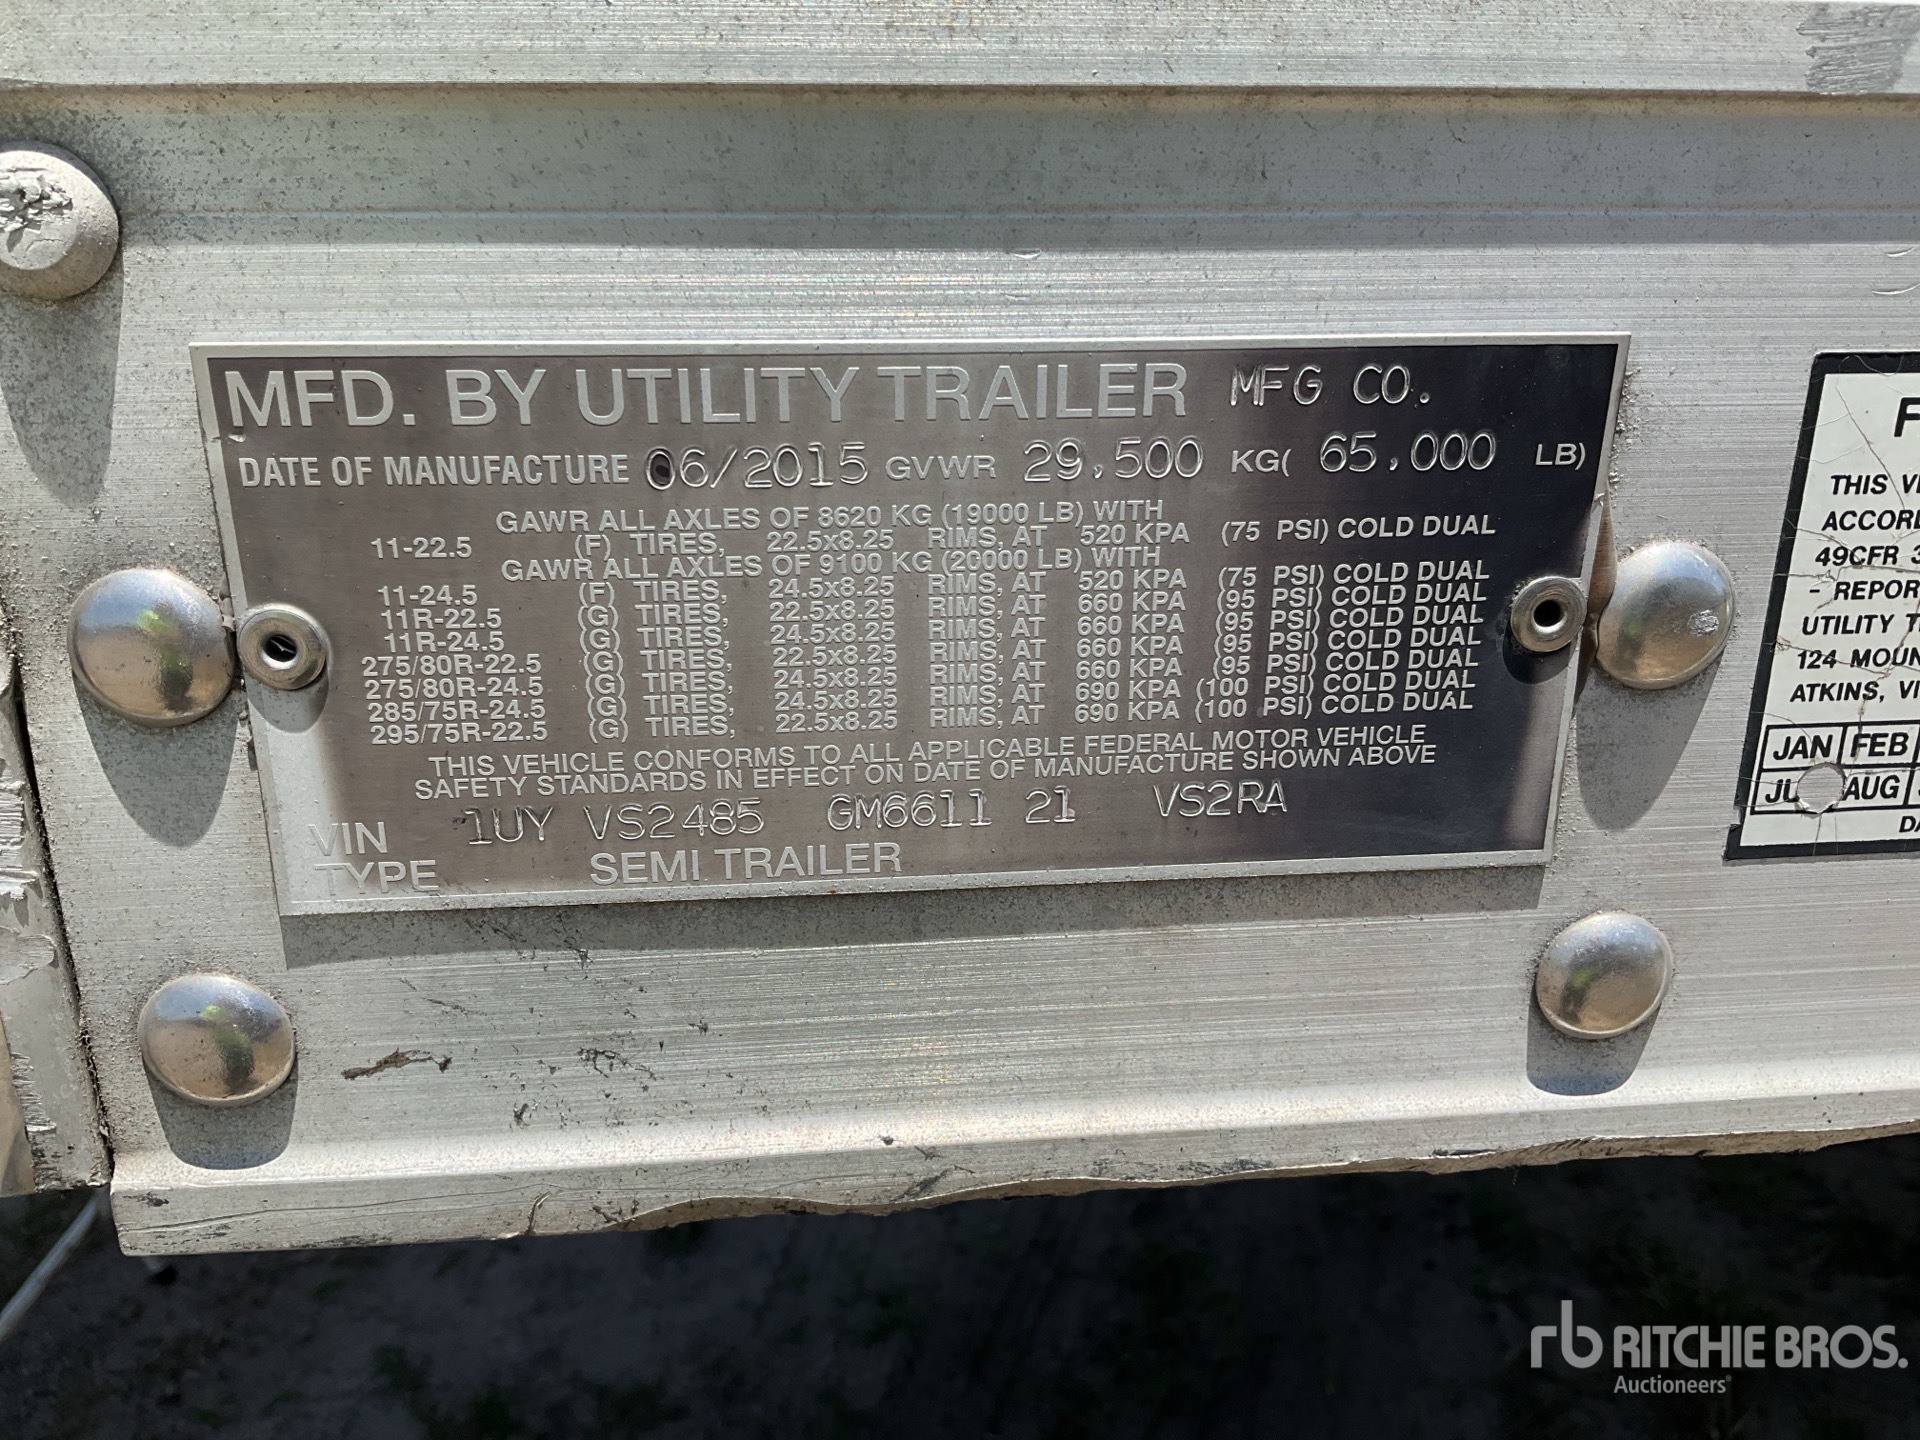 MFD. BY UTILITY TRAILER MFG CO.
DATE OF MANUFACTURE 06/2015 GVWR 29,500 KG( 65,000 LB)
GAWR ALL AXLES OF 8620 KG (19000 LB) WITH
11-22.5 (F) TIRES, 22.5x8.25 RIMS, AT 520 KPA (75 PSI) COLD DUAL
GAWR ALL AXLES OF 9100 KG (20000 LB) WITH
11-24.5 (F) TIRES, 24.5x8.25 RIMS, AT 520 KPA (75 PSI) COLD DUAL
11R-22.5 (G) TIRES, 22.5x8.25 RIMS, AT 660 KPA (95 PSI) COLD DUAL
11R-24.5 (G) TIRES, 24.5x8.25 RIMS, AT 660 KPA (95 PSI) COLD DUAL
275/80R-22.5 (G) TIRES, 22.5x8.25 RIMS, AT 660 KPA (95 PSI) COLD DUAL
275/80R-24.5 (G) TIRES, 24.5x8.25 RIMS, AT 660 KPA (95 PSI) COLD DUAL
285/75R-24.5 (G) TIRES, 24.5x8.25 RIMS, AT 690 KPA (100 PSI) COLD DUAL
295/75R-22.5 (G) TIRES, 22.5x8.25 RIMS, AT 690 KPA (100 PSI) COLD DUAL
THIS VEHICLE CONFORMS TO ALL APPLICABLE FEDERAL MOTOR VEHICLE
SAFETY STANDARDS IN EFFECT ON DATE OF MANUFACTURE SHOWN ABOVE
VIN 1UY VS2485 GM6611 21 VS2RA
TYPE SEMI TRAILER
THIS
49CFR
- REPOR
UTILITY
124 MOUN
ATKINS, VI
JAN FEB
AUG
rb RITCHIE BROS.
Auctioneers